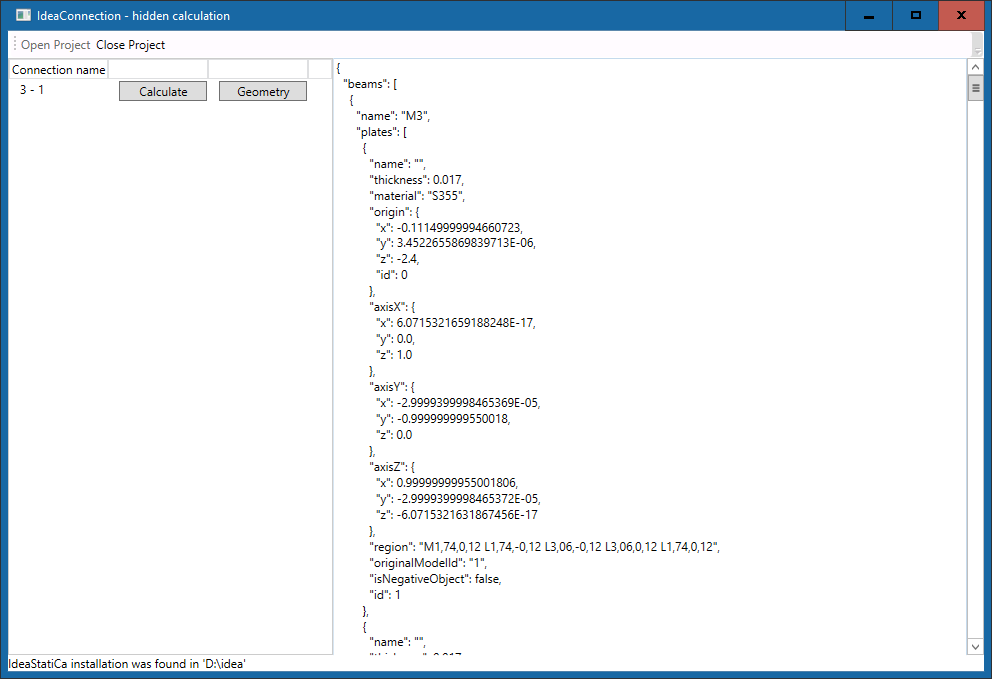 IdeaConnection - hidden calculation
Open Project Close Project
Connection name
3 - 1 Calculate Geometry
{
"beams": [
{
"name": "M3",
"plates": [
{
"name": "",
"thickness": 0.017,
"material": "S355",
"origin": {
"x": -0.11149999994660723,
"y": 3.4522655869839713E-06,
"z": -2.4,
"id": 0
},
"axisX": {
"x": 6.0715321659188248E-17,
"y": 0.0,
"z": 1.0
},
"axisY": {
"x": -2.9999399998465369E-05,
"y": -0.999999999550018,
"z": 0.0
},
"axisZ": {
"x": 0.99999999955001806,
"y": -2.9999399998465372E-05,
"z": -6.0715321631867456E-17
},
"region": "M1,74,0,12 L1,74,-0,12 L3,06,-0,12 L3,06,0,12 L1,74,0,12",
"originalModelId": "1",
"isNegativeObject": false,
"id": 1
},
{
"name": "",
"thickness": 0.017
IdeaStatiCa installation was found in 'D:\idea'